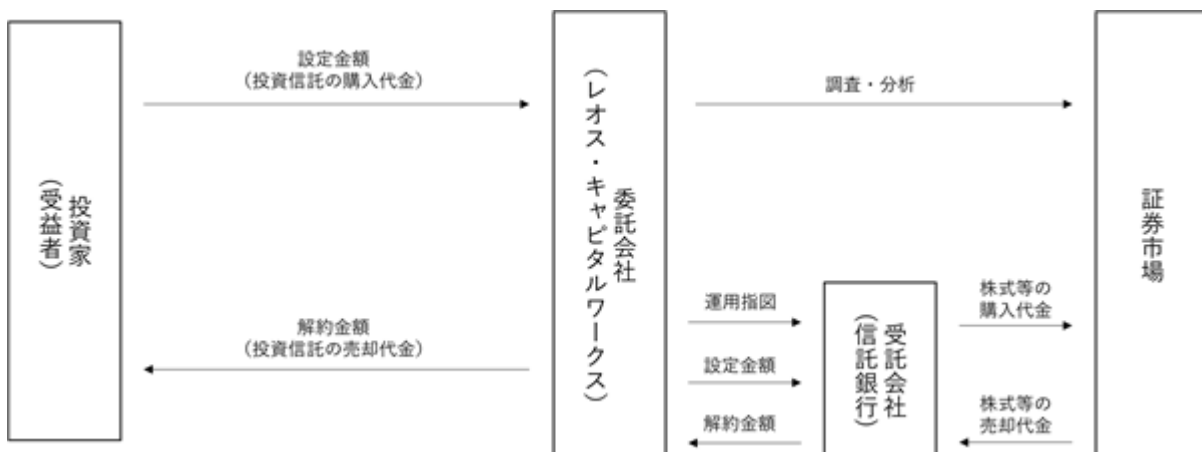 投資家
(受益者)
設定金額
(投資信託の購入代金)
解約金額
(投資信託の売却代金)
委託会社
(レオス・キャピタルワークス)
調査・分析
運用指図
設定金額
解約金額
受託会社
(信託銀行)
株式等の
購入代金
株式等の
売却代金
証券市場